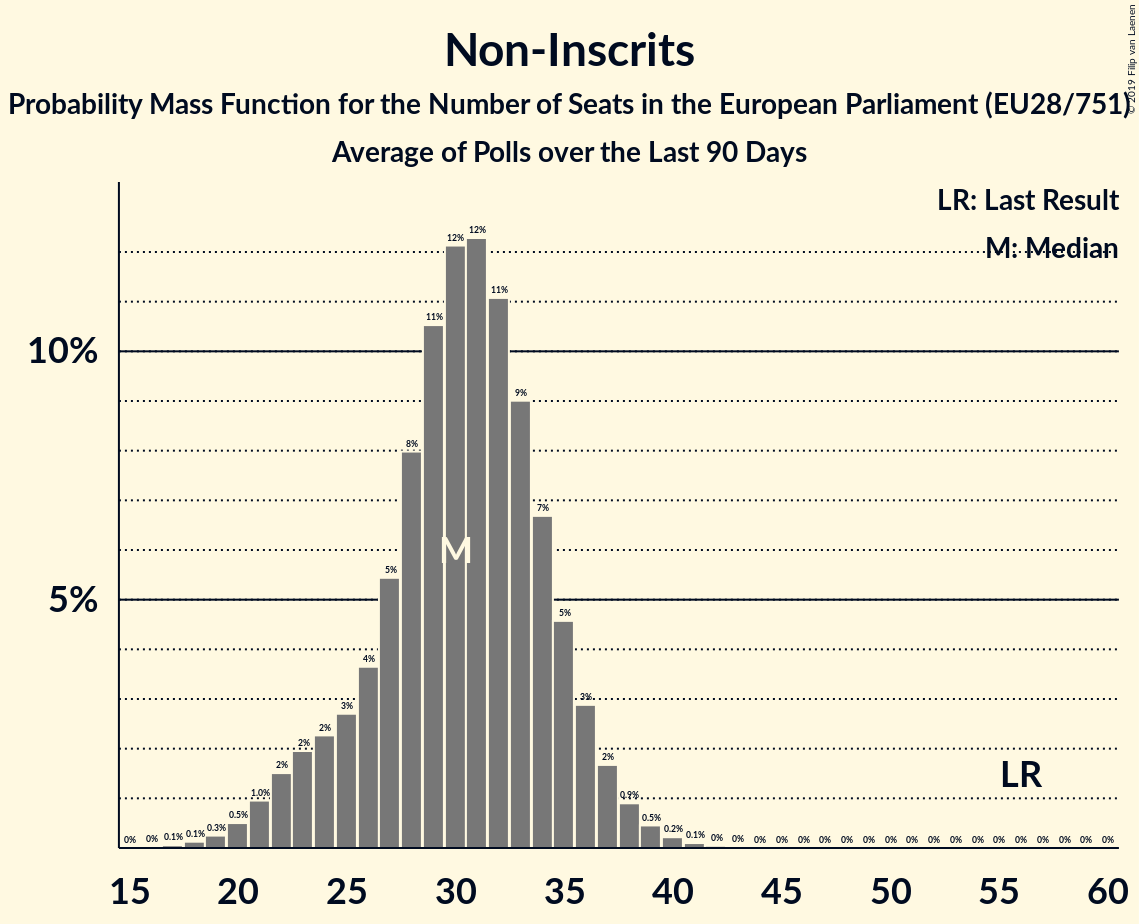 Non-Inscrits
Probability Mass Function for the Number of Seats in the European Parliament (EU28/751)
Average of Polls over the Last 90 Days
© 2019 Filip van Laenen
LR: Last Result
M: Median
12%
12%
11%
11%
10%
9%
8%
7%
M
5%
5%
5%
4%
3%
3%
2%
2%
2%
2%
LR
1.0%
0.9%
0.5%
0.5%
0% 0% 0.1% 0.1% 0.3% 0.2% 0.1% 0% 0% 0% 0% 0% 0% 0% 0% 0% 0% 0% 0% 0% 0% 0% 0% 0% 0% 0%
15 20 25 30 35 40 45 50 55 60